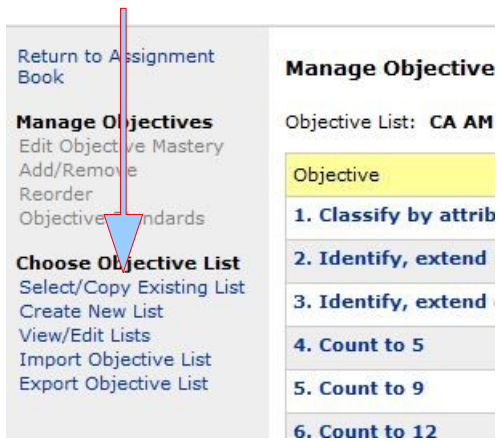 Return to Assignment
Book
Manage Objectives
Edit Objective Mastery
Add/Remove
Reorder
Objective Standards
Choose Objective List
Select/Copy Existing List
Create New List
View/Edit Lists
Import Objective List
Export Objective List
Manage Objective
Objective List: CA AM
Objective
1. Classify by attrib
2. Identify, extend
3. Identify, extend
4. Count to 5
5. Count to 9
6. Count to 12